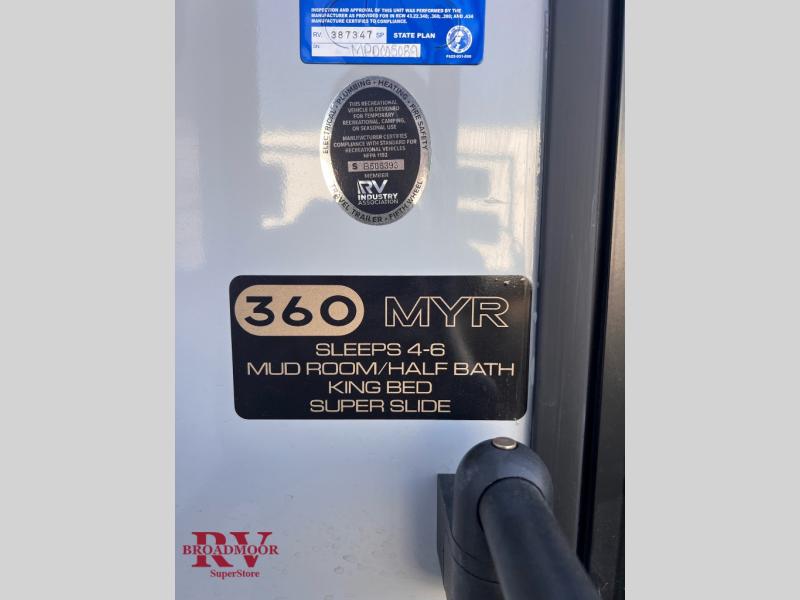 INSPECTION AND APPROVAL OF THIS UNIT WAS PERFORMED BY THE
MANUFACTURER AS PROVIDED FOR IN RCW 43.22.340, .360, .380, AND .434
MANUFACTURE CERTIFIES TO COMPLIANCE.
RV. 387347 SP STATE PLAN
SN.
ELECTRICAL • PLUMBING • HEATING • FIRE SAFETY
THIS RECREATIONAL
VEHICLE IS DESIGNED
FOR TEMPORARY
RECREATIONAL, CAMPING,
OR SEASONAL USE
MANUFACTURER CERTIFIES
COMPLIANCE WITH STANDARD FOR
RECREATIONAL VEHICLES
NFPA 1192
S
MEMBER
RV
INDUSTRY
ASSOCIATION
TRAVEL TRAILER • FIFTH WHEEL
360 MYR
SLEEPS 4-6
MUD ROOM/HALF BATH
KING BED
SUPER SLIDE
RV
BROADMOOR
SuperStore